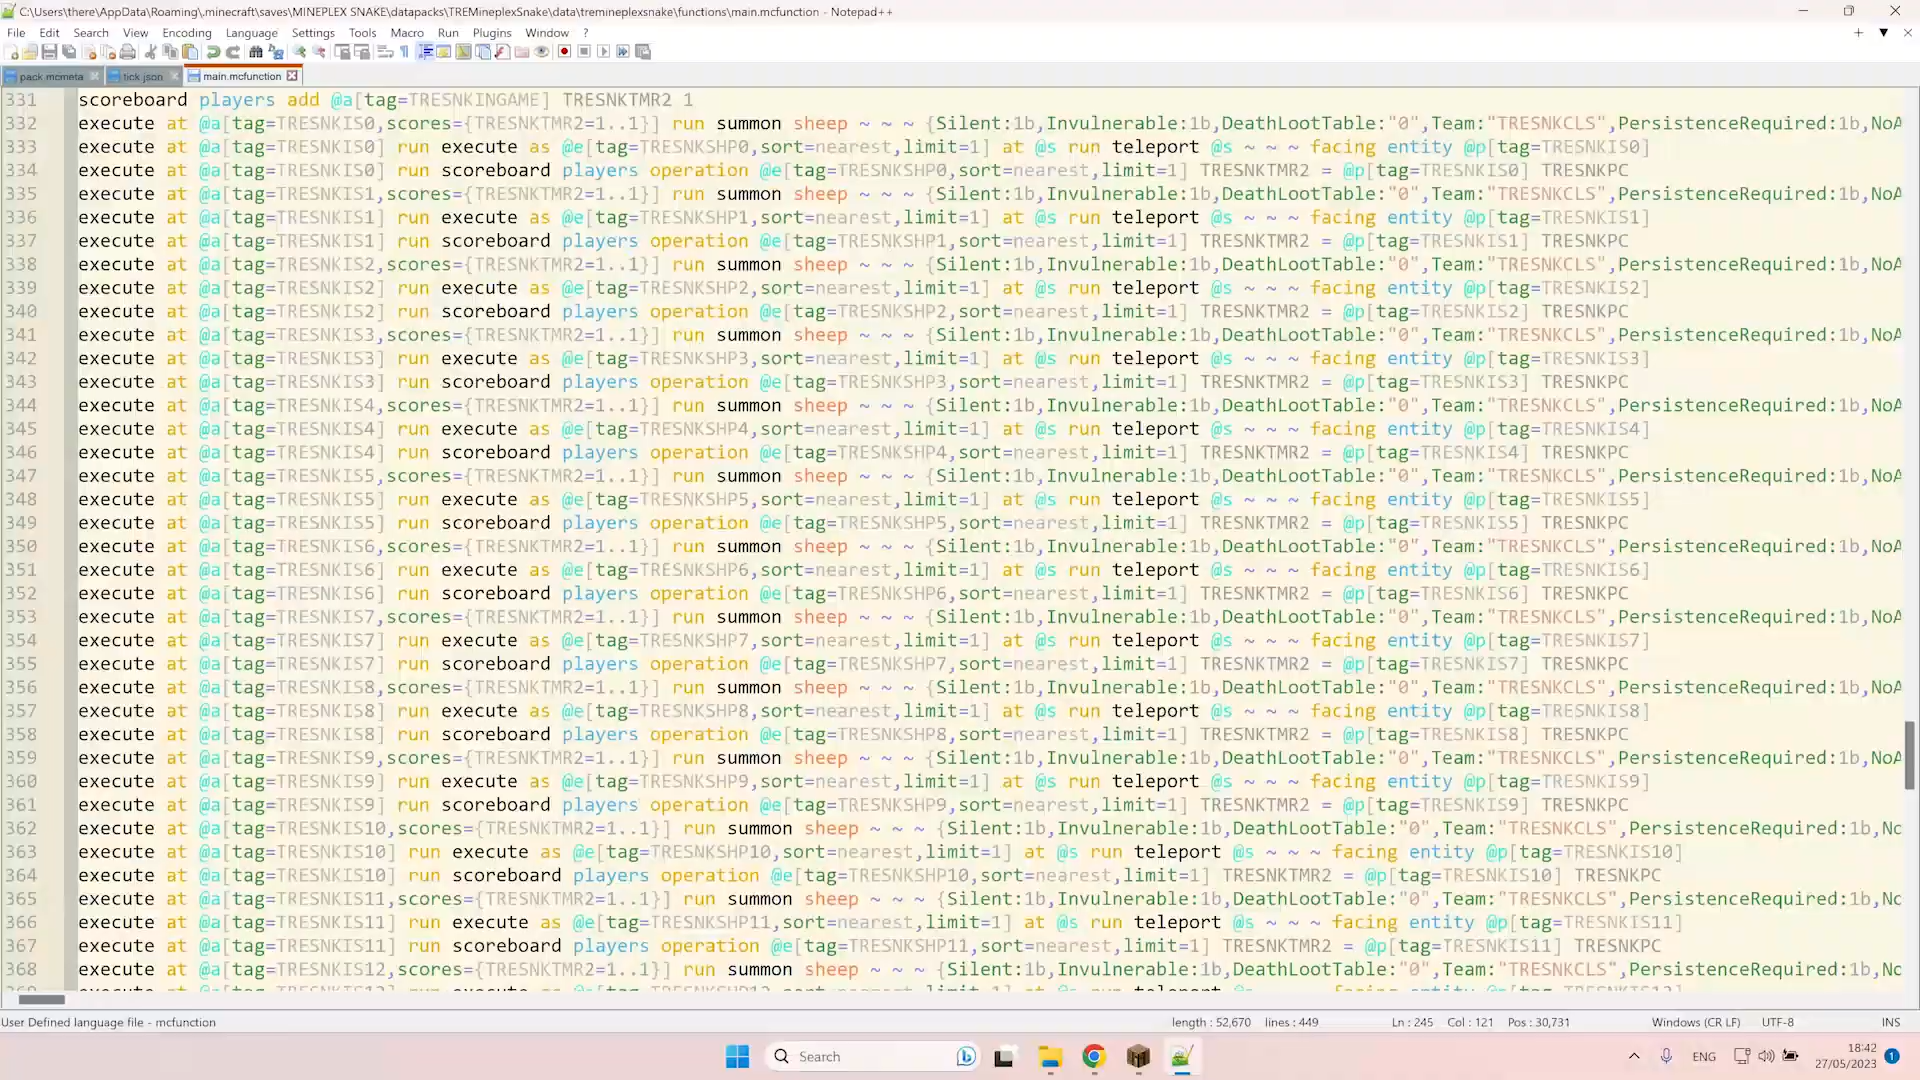 C:\Users\there\AppData\Roaming\.minecraft\saves\MINEPLEX SNAKE\datapacks\TREMineplexSnake\data\tremineplexsnake\functions\main.mcfunction - Notepad++
File Edit Search View Encoding Language Settings Tools Macro Run Plugins Window ?
pack.mcmeta tick.json main.mcfunction
331 scoreboard players add @a[tag=TRESNKINGAME] TRESNKTMR2 1
332 execute at @a[tag=TRESNKIS0,scores={TRESNKTMR2=1..1}] run summon sheep ~ ~ ~ {Silent:1b,Invulnerable:1b,DeathLootTable:"0",Team:"TRESNKCLS",PersistenceRequired:1b,NoA
333 execute at @a[tag=TRESNKIS0] run execute as @e[tag=TRESNKSHP0,sort=nearest,limit=1] at @s run teleport @s ~ ~ ~ facing entity @p[tag=TRESNKIS0]
334 execute at @a[tag=TRESNKIS0] run scoreboard players operation @e[tag=TRESNKSHP0,sort=nearest,limit=1] TRESNKTMR2 = @p[tag=TRESNKIS0] TRESNKPC
335 execute at @a[tag=TRESNKIS1,scores={TRESNKTMR2=1..1}] run summon sheep ~ ~ ~ {Silent:1b,Invulnerable:1b,DeathLootTable:"0",Team:"TRESNKCLS",PersistenceRequired:1b,NoA
336 execute at @a[tag=TRESNKIS1] run execute as @e[tag=TRESNKSHP1,sort=nearest,limit=1] at @s run teleport @s ~ ~ ~ facing entity @p[tag=TRESNKIS1]
337 execute at @a[tag=TRESNKIS1] run scoreboard players operation @e[tag=TRESNKSHP1,sort=nearest,limit=1] TRESNKTMR2 = @p[tag=TRESNKIS1] TRESNKPC
338 execute at @a[tag=TRESNKIS2,scores={TRESNKTMR2=1..1}] run summon sheep ~ ~ ~ {Silent:1b,Invulnerable:1b,DeathLootTable:"0",Team:"TRESNKCLS",PersistenceRequired:1b,NoA
339 execute at @a[tag=TRESNKIS2] run execute as @e[tag=TRESNKSHP2,sort=nearest,limit=1] at @s run teleport @s ~ ~ ~ facing entity @p[tag=TRESNKIS2]
340 execute at @a[tag=TRESNKIS2] run scoreboard players operation @e[tag=TRESNKSHP2,sort=nearest,limit=1] TRESNKTMR2 = @p[tag=TRESNKIS2] TRESNKPC
341 execute at @a[tag=TRESNKIS3,scores={TRESNKTMR2=1..1}] run summon sheep ~ ~ ~ {Silent:1b,Invulnerable:1b,DeathLootTable:"0",Team:"TRESNKCLS",PersistenceRequired:1b,NoA
342 execute at @a[tag=TRESNKIS3] run execute as @e[tag=TRESNKSHP3,sort=nearest,limit=1] at @s run teleport @s ~ ~ ~ facing entity @p[tag=TRESNKIS3]
343 execute at @a[tag=TRESNKIS3] run scoreboard players operation @e[tag=TRESNKSHP3,sort=nearest,limit=1] TRESNKTMR2 = @p[tag=TRESNKIS3] TRESNKPC
344 execute at @a[tag=TRESNKIS4,scores={TRESNKTMR2=1..1}] run summon sheep ~ ~ ~ {Silent:1b,Invulnerable:1b,DeathLootTable:"0",Team:"TRESNKCLS",PersistenceRequired:1b,NoA
345 execute at @a[tag=TRESNKIS4] run execute as @e[tag=TRESNKSHP4,sort=nearest,limit=1] at @s run teleport @s ~ ~ ~ facing entity @p[tag=TRESNKIS4]
346 execute at @a[tag=TRESNKIS4] run scoreboard players operation @e[tag=TRESNKSHP4,sort=nearest,limit=1] TRESNKTMR2 = @p[tag=TRESNKIS4] TRESNKPC
347 execute at @a[tag=TRESNKIS5,scores={TRESNKTMR2=1..1}] run summon sheep ~ ~ ~ {Silent:1b,Invulnerable:1b,DeathLootTable:"0",Team:"TRESNKCLS",PersistenceRequired:1b,NoA
348 execute at @a[tag=TRESNKIS5] run execute as @e[tag=TRESNKSHP5,sort=nearest,limit=1] at @s run teleport @s ~ ~ ~ facing entity @p[tag=TRESNKIS5]
349 execute at @a[tag=TRESNKIS5] run scoreboard players operation @e[tag=TRESNKSHP5,sort=nearest,limit=1] TRESNKTMR2 = @p[tag=TRESNKIS5] TRESNKPC
350 execute at @a[tag=TRESNKIS6,scores={TRESNKTMR2=1..1}] run summon sheep ~ ~ ~ {Silent:1b,Invulnerable:1b,DeathLootTable:"0",Team:"TRESNKCLS",PersistenceRequired:1b,NoA
351 execute at @a[tag=TRESNKIS6] run execute as @e[tag=TRESNKSHP6,sort=nearest,limit=1] at @s run teleport @s ~ ~ ~ facing entity @p[tag=TRESNKIS6]
352 execute at @a[tag=TRESNKIS6] run scoreboard players operation @e[tag=TRESNKSHP6,sort=nearest,limit=1] TRESNKTMR2 = @p[tag=TRESNKIS6] TRESNKPC
353 execute at @a[tag=TRESNKIS7,scores={TRESNKTMR2=1..1}] run summon sheep ~ ~ ~ {Silent:1b,Invulnerable:1b,DeathLootTable:"0",Team:"TRESNKCLS",PersistenceRequired:1b,NoA
354 execute at @a[tag=TRESNKIS7] run execute as @e[tag=TRESNKSHP7,sort=nearest,limit=1] at @s run teleport @s ~ ~ ~ facing entity @p[tag=TRESNKIS7]
355 execute at @a[tag=TRESNKIS7] run scoreboard players operation @e[tag=TRESNKSHP7,sort=nearest,limit=1] TRESNKTMR2 = @p[tag=TRESNKIS7] TRESNKPC
356 execute at @a[tag=TRESNKIS8,scores={TRESNKTMR2=1..1}] run summon sheep ~ ~ ~ {Silent:1b,Invulnerable:1b,DeathLootTable:"0",Team:"TRESNKCLS",PersistenceRequired:1b,NoA
357 execute at @a[tag=TRESNKIS8] run execute as @e[tag=TRESNKSHP8,sort=nearest,limit=1] at @s run teleport @s ~ ~ ~ facing entity @p[tag=TRESNKIS8]
358 execute at @a[tag=TRESNKIS8] run scoreboard players operation @e[tag=TRESNKSHP8,sort=nearest,limit=1] TRESNKTMR2 = @p[tag=TRESNKIS8] TRESNKPC
359 execute at @a[tag=TRESNKIS9,scores={TRESNKTMR2=1..1}] run summon sheep ~ ~ ~ {Silent:1b,Invulnerable:1b,DeathLootTable:"0",Team:"TRESNKCLS",PersistenceRequired:1b,NoA
360 execute at @a[tag=TRESNKIS9] run execute as @e[tag=TRESNKSHP9,sort=nearest,limit=1] at @s run teleport @s ~ ~ ~ facing entity @p[tag=TRESNKIS9]
361 execute at @a[tag=TRESNKIS9] run scoreboard players operation @e[tag=TRESNKSHP9,sort=nearest,limit=1] TRESNKTMR2 = @p[tag=TRESNKIS9] TRESNKPC
362 execute at @a[tag=TRESNKIS10,scores={TRESNKTMR2=1..1}] run summon sheep ~ ~ ~ {Silent:1b,Invulnerable:1b,DeathLootTable:"0",Team:"TRESNKCLS",PersistenceRequired:1b,No
363 execute at @a[tag=TRESNKIS10] run execute as @e[tag=TRESNKSHP10,sort=nearest,limit=1] at @s run teleport @s ~ ~ ~ facing entity @p[tag=TRESNKIS10]
364 execute at @a[tag=TRESNKIS10] run scoreboard players operation @e[tag=TRESNKSHP10,sort=nearest,limit=1] TRESNKTMR2 = @p[tag=TRESNKIS10] TRESNKPC
365 execute at @a[tag=TRESNKIS11,scores={TRESNKTMR2=1..1}] run summon sheep ~ ~ ~ {Silent:1b,Invulnerable:1b,DeathLootTable:"0",Team:"TRESNKCLS",PersistenceRequired:1b,No
366 execute at @a[tag=TRESNKIS11] run execute as @e[tag=TRESNKSHP11,sort=nearest,limit=1] at @s run teleport @s ~ ~ ~ facing entity @p[tag=TRESNKIS11]
367 execute at @a[tag=TRESNKIS11] run scoreboard players operation @e[tag=TRESNKSHP11,sort=nearest,limit=1] TRESNKTMR2 = @p[tag=TRESNKIS11] TRESNKPC
368 execute at @a[tag=TRESNKIS12,scores={TRESNKTMR2=1..1}] run summon sheep ~ ~ ~ {Silent:1b,Invulnerable:1b,DeathLootTable:"0",Team:"TRESNKCLS",PersistenceRequired:1b,No
User Defined language file - mcfunction length : 52,670 lines : 449 Ln : 245 Col : 121 Pos : 30,731 Windows (CR LF) UTF-8 INS
Search ENG 18:42
27/05/2023 1